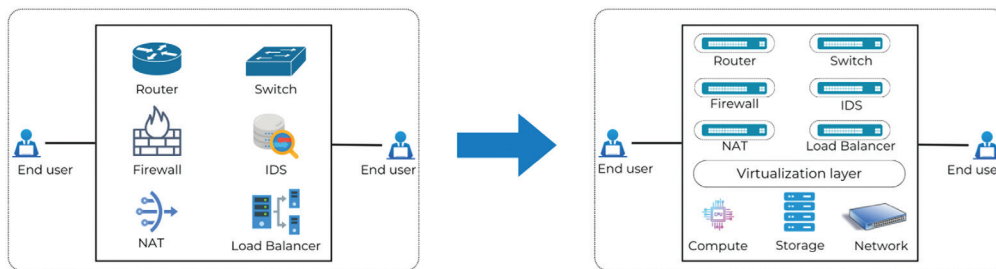 Router Switch
Firewall IDS
End user End user
NAT Load Balancer
Router Switch
Firewall IDS
NAT Load Balancer
End user End user
Virtualization layer
CPU
Compute Storage Network